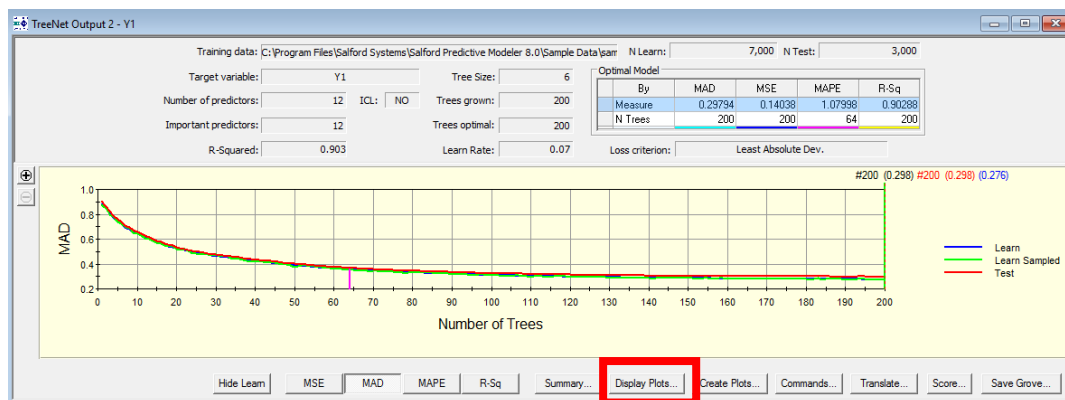 TreeNet Output 2 - Y1
Training data: C:\Program Files\Salford Systems\Salford Predictive Modeler 8.0\Sample Data\sam N Learn: 7,000 N Test: 3,000
Target variable: Y1 Tree Size: 6
Number of predictors: 12 ICL: NO Trees grown: 200
Important predictors: 12 Trees optimal: 200
R-Squared: 0.903 Learn Rate: 0.07 Loss criterion: Least Absolute Dev.
Optimal Model
By MAD MSE MAPE R-Sq
Measure 0.29794 0.14038 1.07998 0.90288
N Trees 200 200 64 200
#200 (0.298) #200 (0.298) (0.276)
MAD
1.0
0.8
0.6
0.4
0.2
0 10 20 30 40 50 60 70 80 90 100 110 120 130 140 150 160 170 180 190 200
Number of Trees
Learn
Learn Sampled
Test
Hide Learn MSE MAD MAPE R-Sq Summary... Display Plots... Create Plots... Commands... Translate... Score... Save Grove...